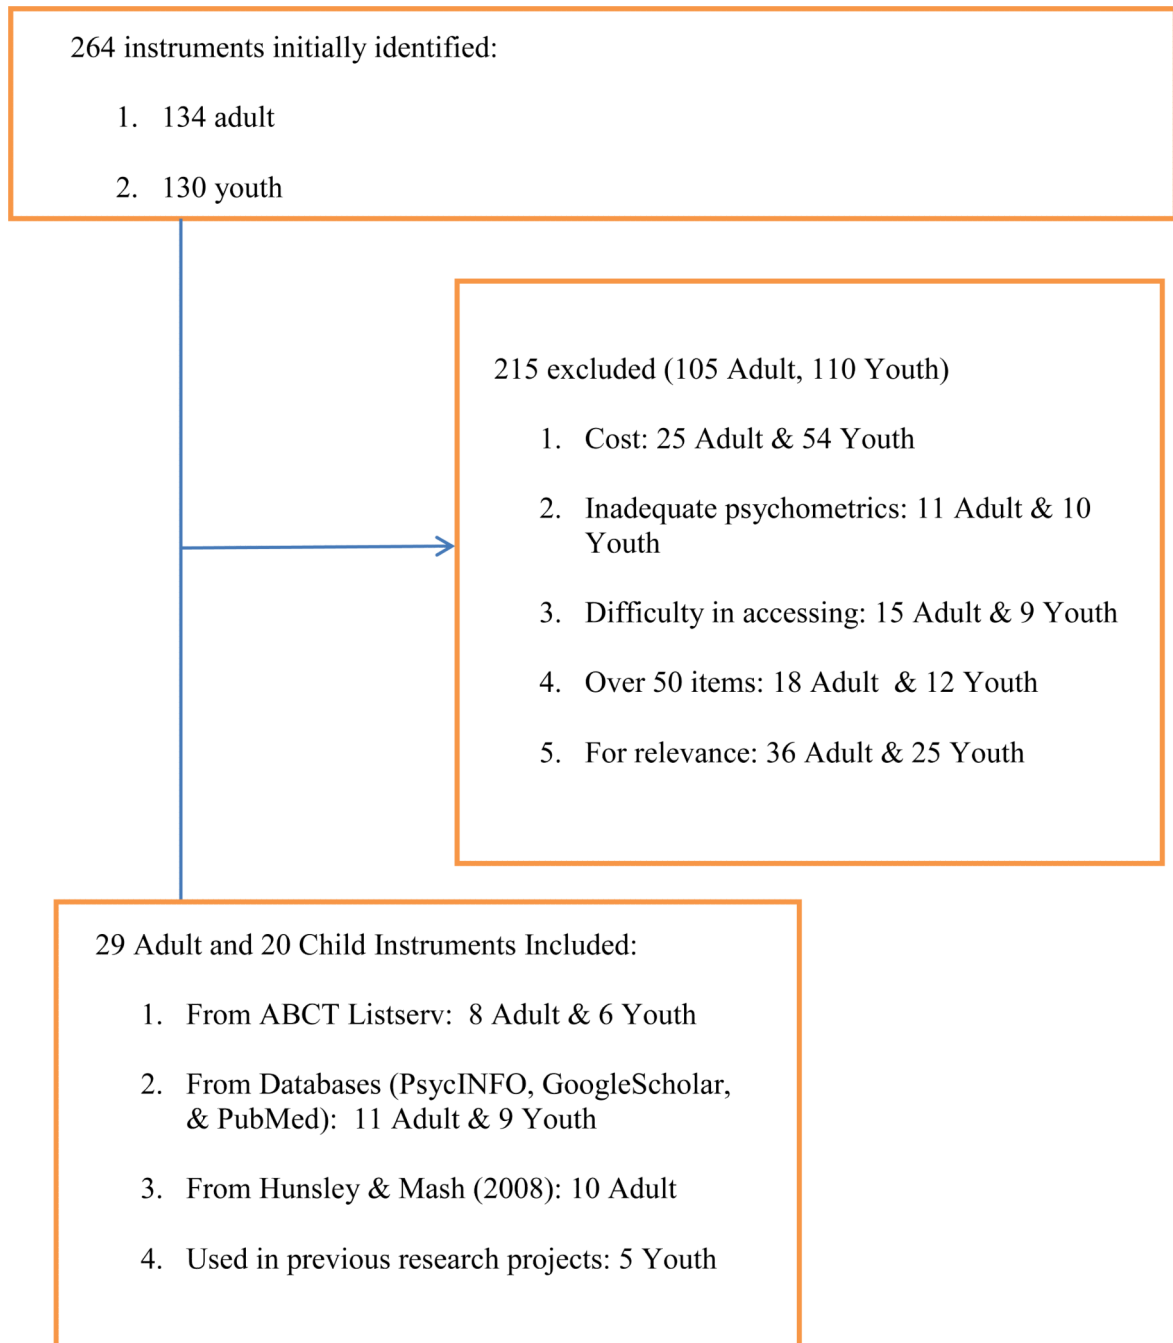 264 instruments initially identified:
1. 134 adult
2. 130 youth
215 excluded (105 Adult, 110 Youth)
1. Cost: 25 Adult & 54 Youth
2. Inadequate psychometrics: 11 Adult & 10
Youth
3. Difficulty in accessing: 15 Adult & 9 Youth
4. Over 50 items: 18 Adult & 12 Youth
5. For relevance: 36 Adult & 25 Youth
29 Adult and 20 Child Instruments Included:
1. From ABCT Listserv: 8 Adult & 6 Youth
2. From Databases (PsycINFO, GoogleScholar,
& PubMed): 11 Adult & 9 Youth
3. From Hunsley & Mash (2008): 10 Adult
4. Used in previous research projects: 5 Youth